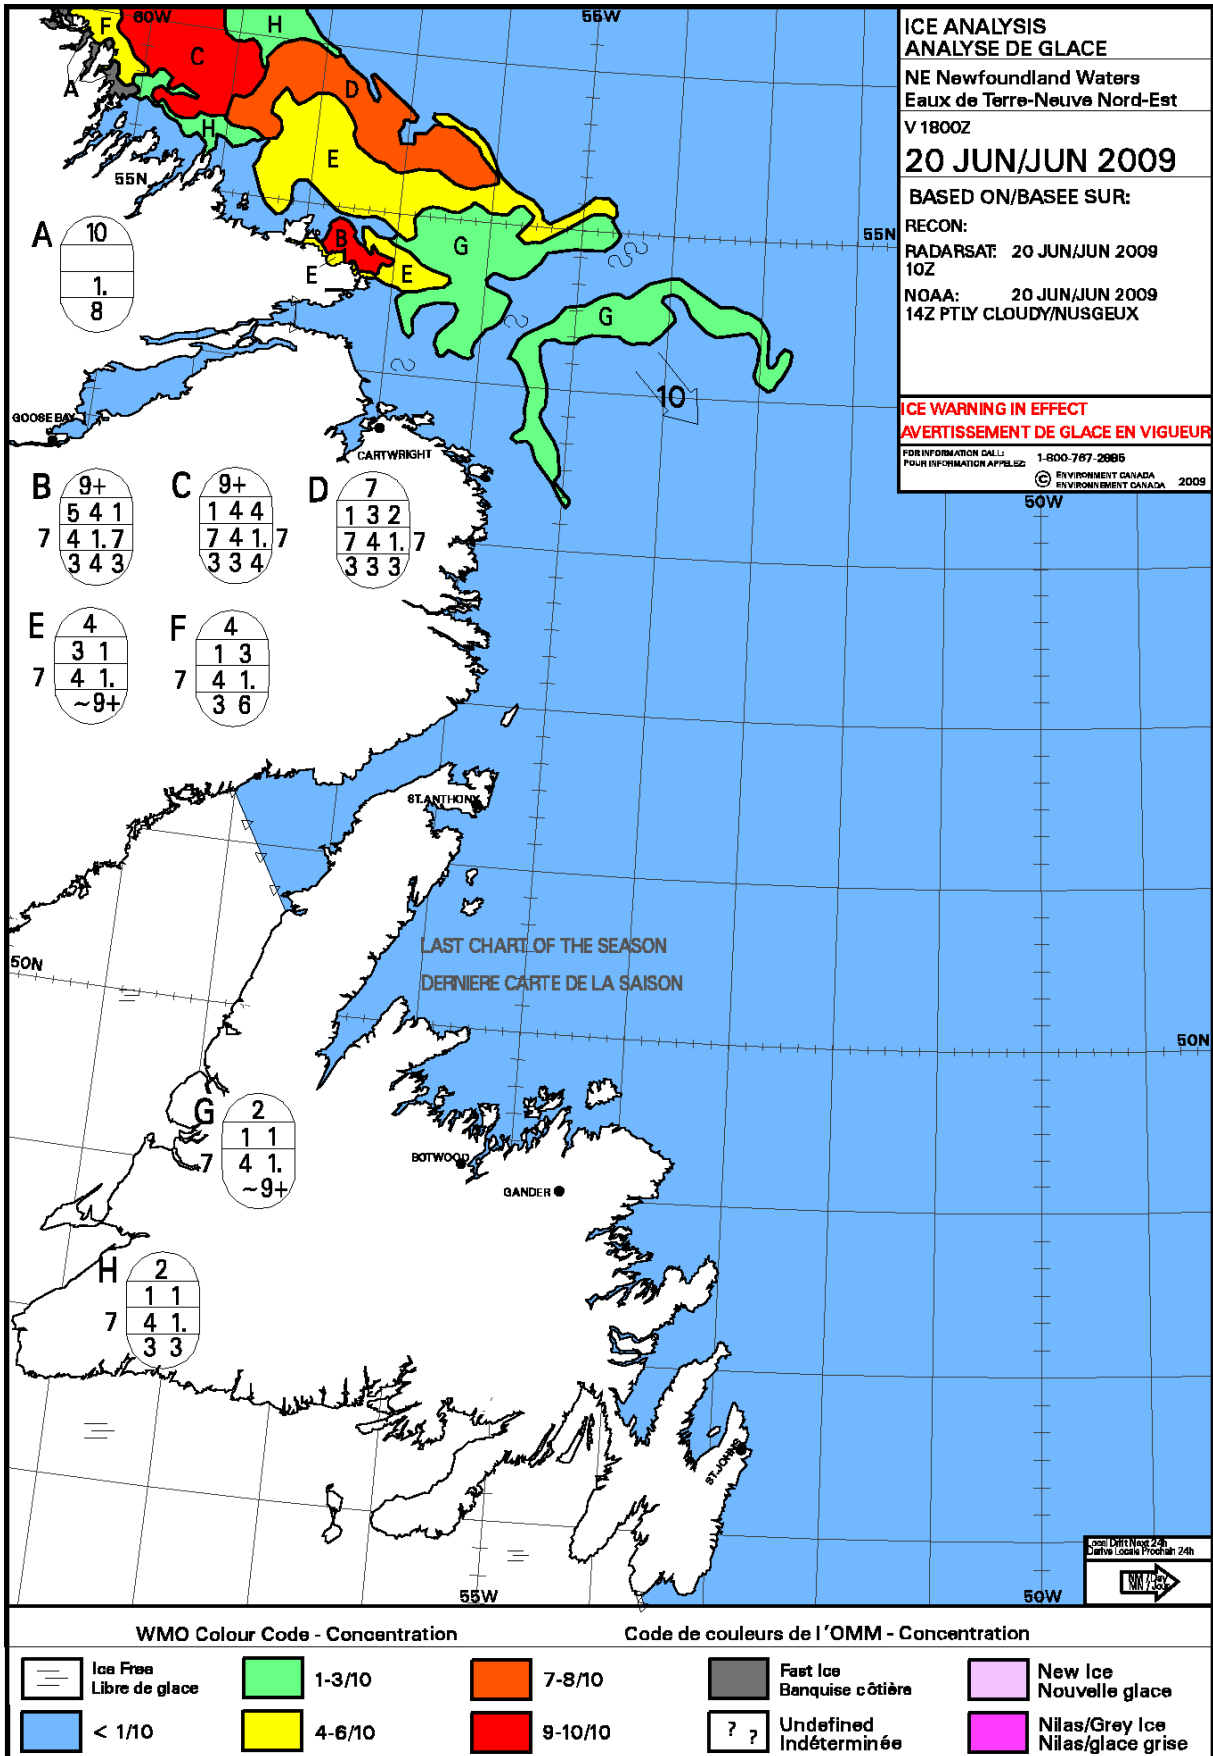 ICE ANALYSIS
ANALYSE DE GLACE
NE Newfoundland Waters
Eaux de Terre-Neuve Nord-Est
V 1800Z
20 JUN/JUN 2009
BASED ON/BASEE SUR:
RECON:
RADARSAT: 20 JUN/JUN 2009
10Z
NOAA: 20 JUN/JUN 2009
14Z PTLY CLOUDY/NUSGEUX
ICE WARNING IN EFFECT
AVERTISSEMENT DE GLACE EN VIGUEUR
FOR INFORMATION CALL:
POUR INFORMATION APPELEZ: 1-800-767-2885
© ENVIRONMENT CANADA
ENVIRONNEMENT CANADA 2009
60W
55W
F
H
C
A
D
H
E
55N
B
G
55N
E
E
G
10
A
10
1.
8
GOOSE BAY
CARTWRIGHT
B
9+
5 4 1
7 4 1. 7
3 4 3
C
9+
1 4 4
7 4 1. 7
3 3 4
D
7
1 3 2
7 4 1. 7
3 3 3
50W
E
4
3 1
7 4 1.
~9+
F
4
1 3
7 4 1.
3 6
ST.ANTHONY
LAST CHART OF THE SEASON
DERNIERE CARTE DE LA SAISON
50N
50N
G
2
1 1
7 4 1.
~9+
BOTWOOD
GANDER
H
2
1 1
7 4 1.
3 3
ST.JOHNS
55W
50W
Local Drift Next 24h
Derive Locale Prochain 24h
NM / Day
MN / Jour
WMO Colour Code - Concentration
Code de couleurs de l'OMM - Concentration
Ice Free
Libre de glace
1-3/10
7-8/10
Fast Ice
Banquise côtière
New Ice
Nouvelle glace
< 1/10
4-6/10
9-10/10
? ?
Undefined
Indéterminée
Nilas/Grey Ice
Nilas/glace grise